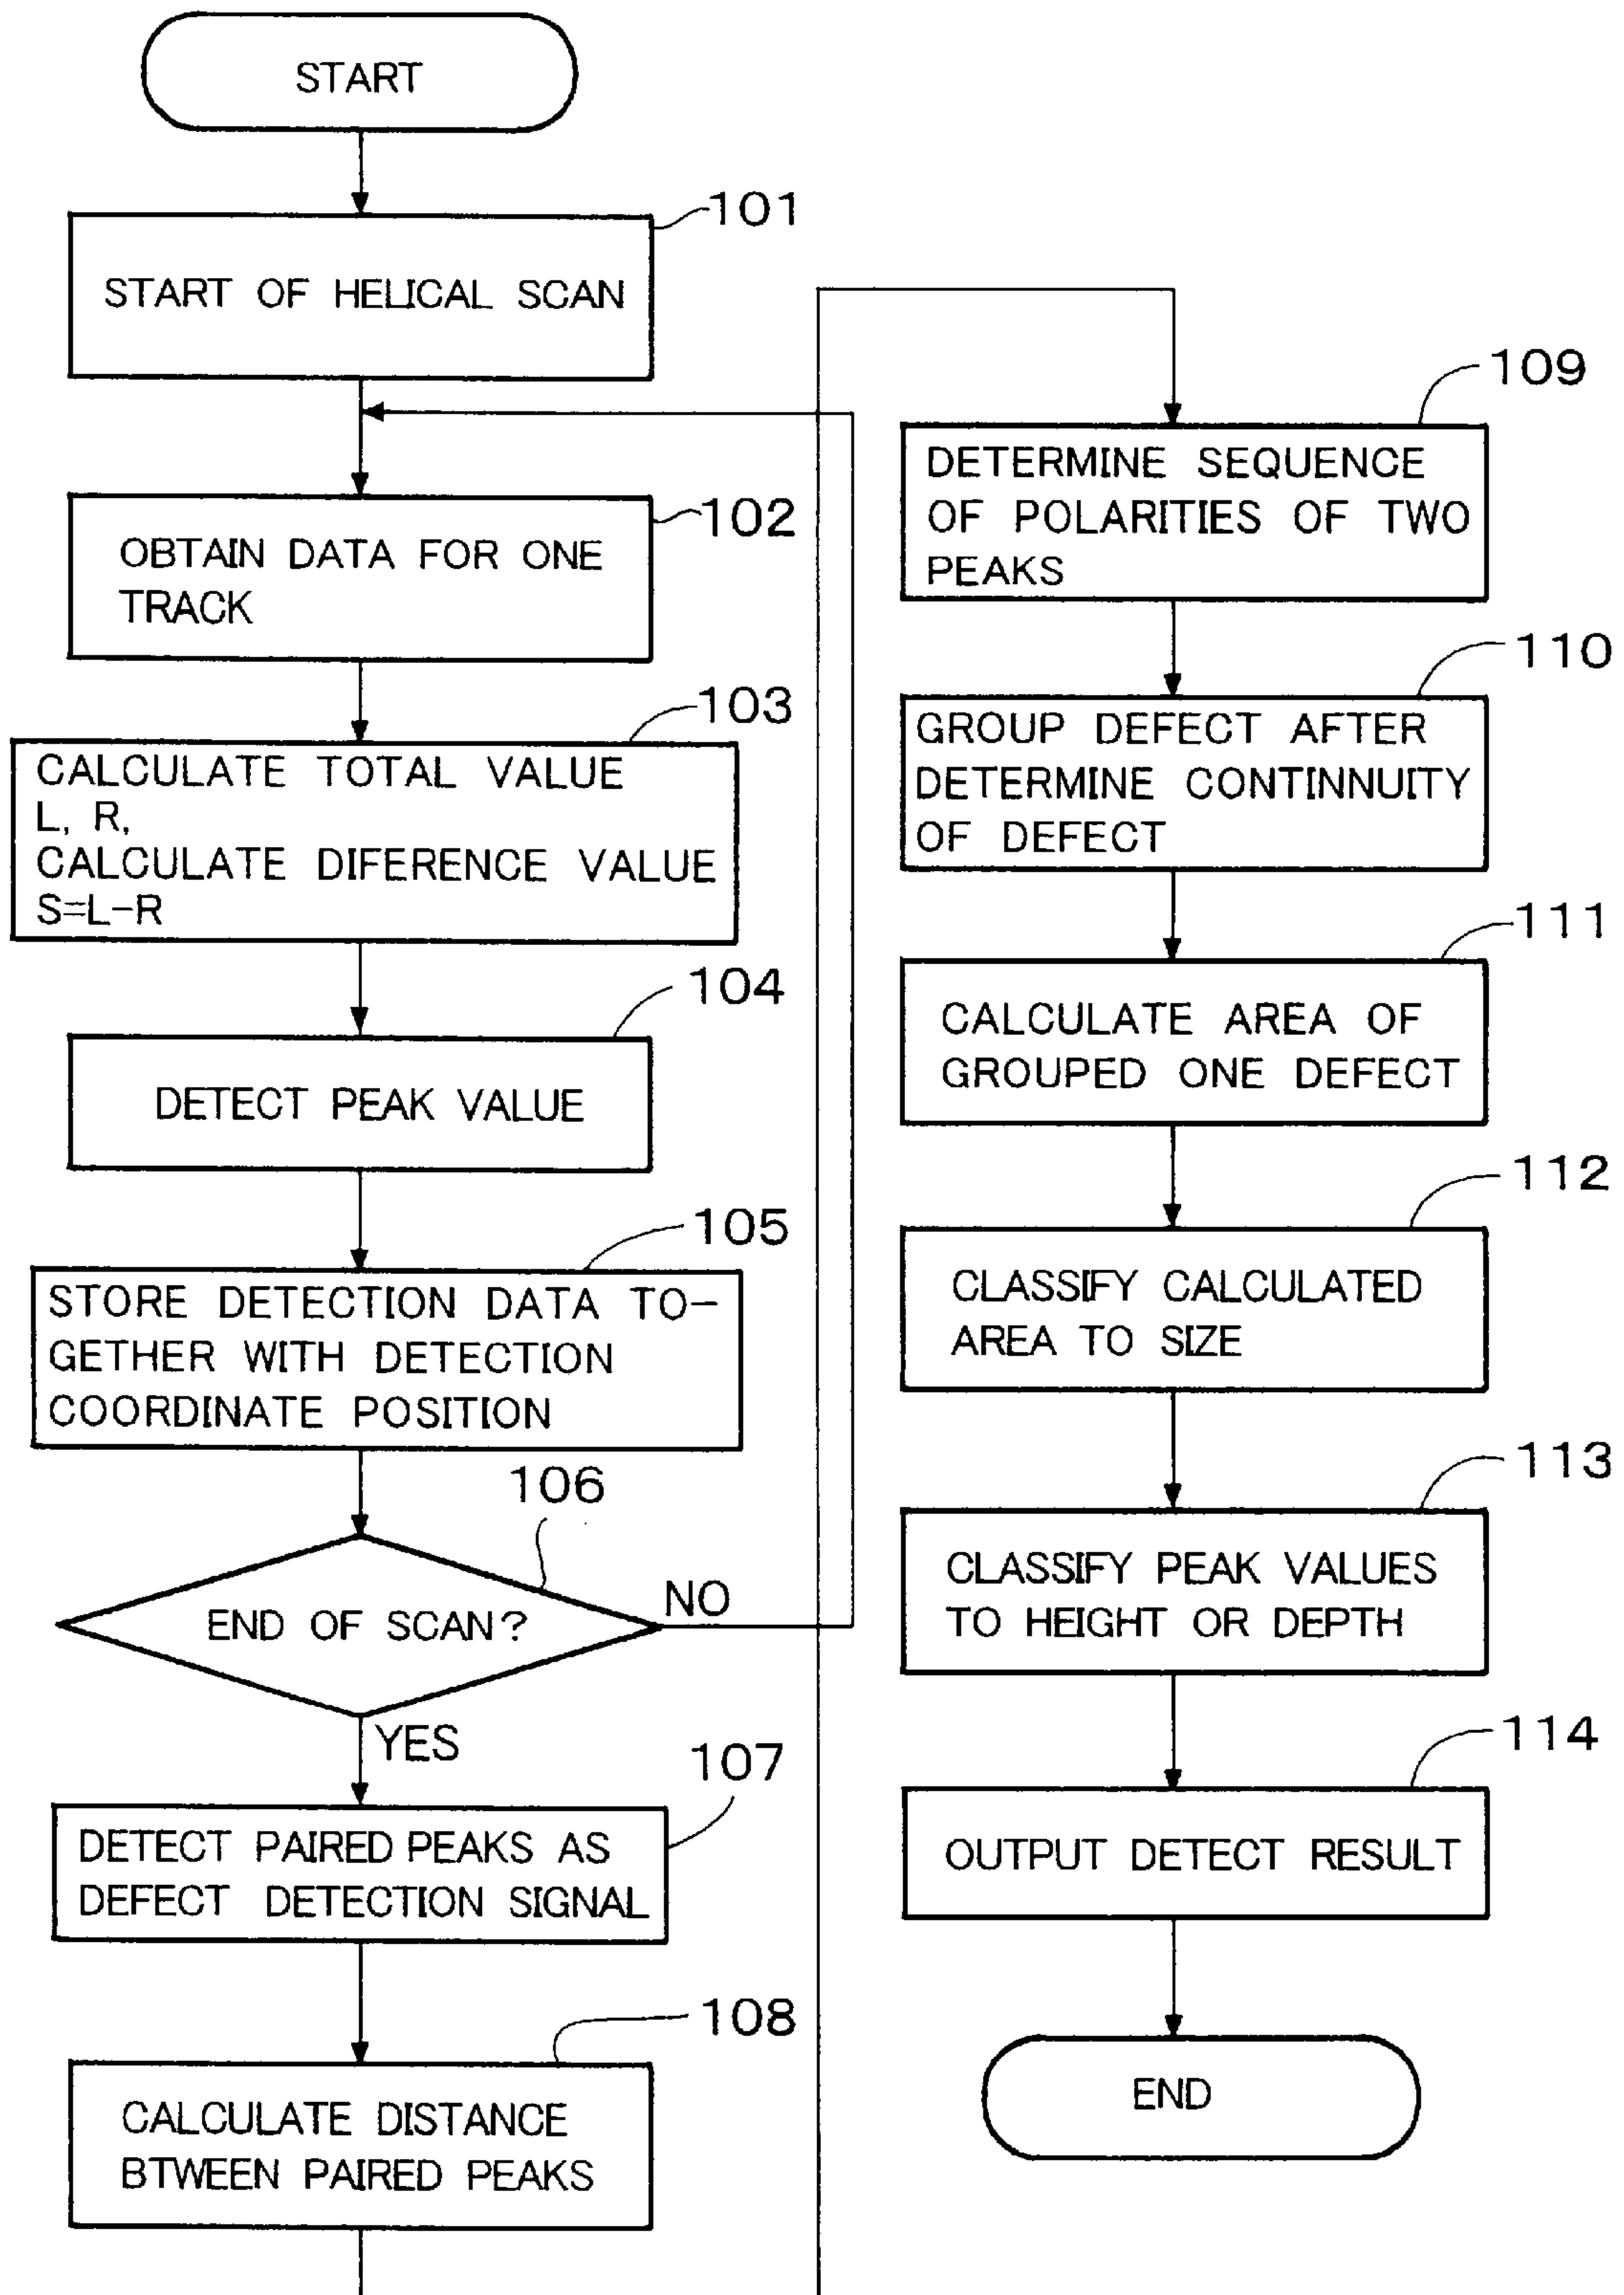 START
101
START OF HELICAL SCAN
102
OBTAIN DATA FOR ONE
TRACK
103
CALCULATE TOTAL VALUE
L, R,
CALCULATE DIFERENCE VALUE
S=L-R
104
DETECT PEAK VALUE
105
STORE DETECTION DATA TO-
GETHER WITH DETECTION
COORDINATE POSITION
106
END OF SCAN?
NO
YES
107
DETECT PAIRED PEAKS AS
DEFECT DETECTION SIGNAL
108
CALCULATE DISTANCE
BTWEEN PAIRED PEAKS
109
DETERMINE SEQUENCE
OF POLARITIES OF TWO
PEAKS
110
GROUP DEFECT AFTER
DETERMINE CONTINNUITY
OF DEFECT
111
CALCULATE AREA OF
GROUPED ONE DEFECT
112
CLASSIFY CALCULATED
AREA TO SIZE
113
CLASSIFY PEAK VALUES
TO HEIGHT OR DEPTH
114
OUTPUT DETECT RESULT
END